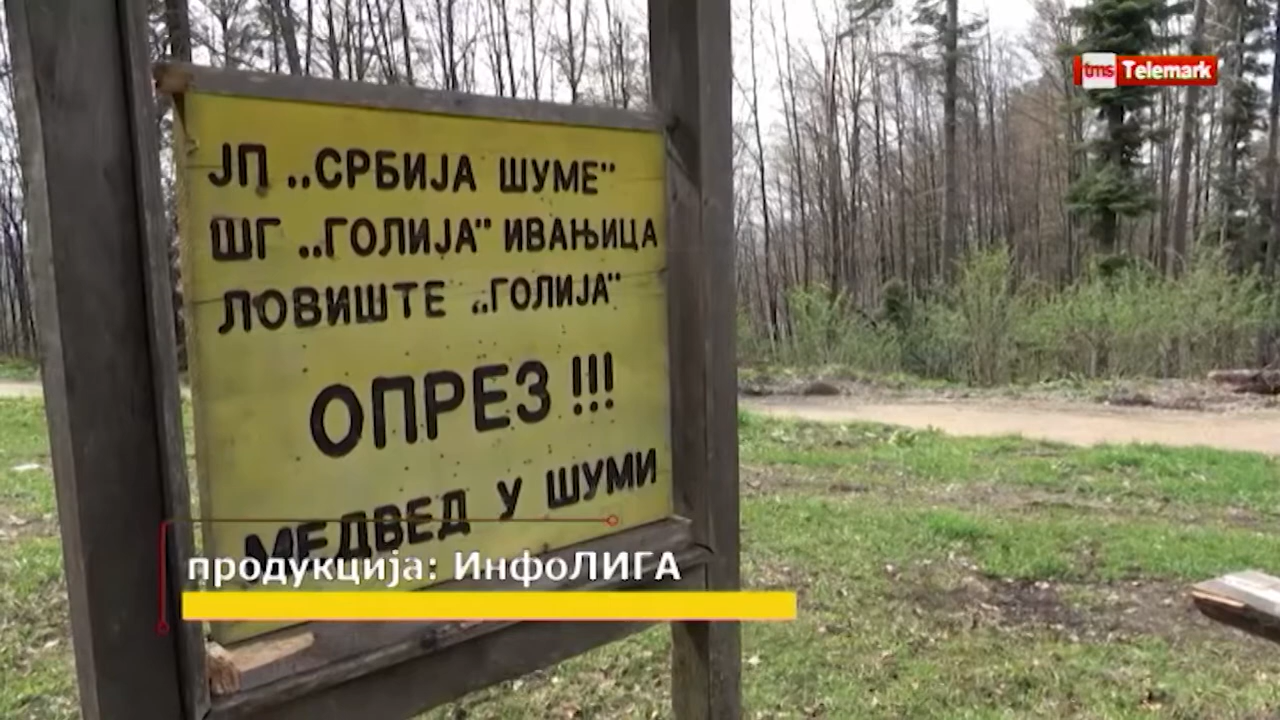 tms Telemark
ЈП „СРБИЈА ШУМЕ“
ШГ „ГОЛИЈА“ ИВАЊИЦА
ЛОВИШТЕ „ГОЛИЈА“
ОПРЕЗ !!!
МЕДВЕД У ШУМИ
продукција: ИнфоЛИГА